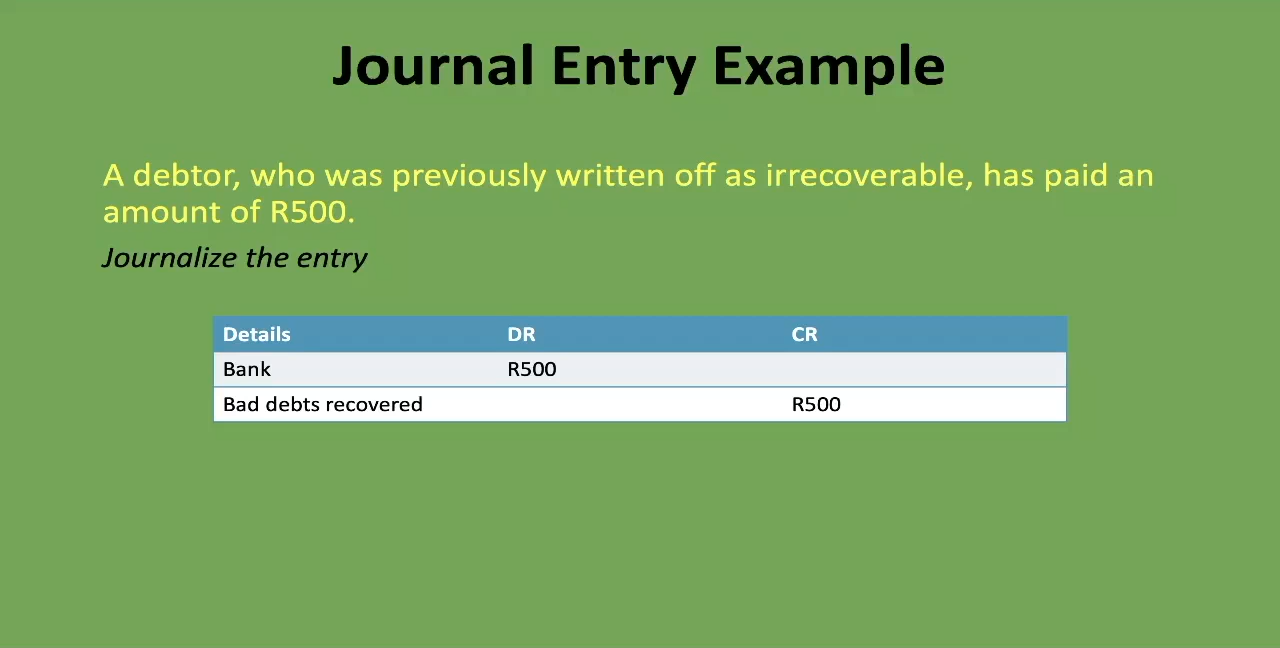 Journal Entry Example
A debtor, who was previously written off as irrecoverable, has paid an
amount of R500.
Journalize the entry
Details DR CR
Bank R500
Bad debts recovered R500